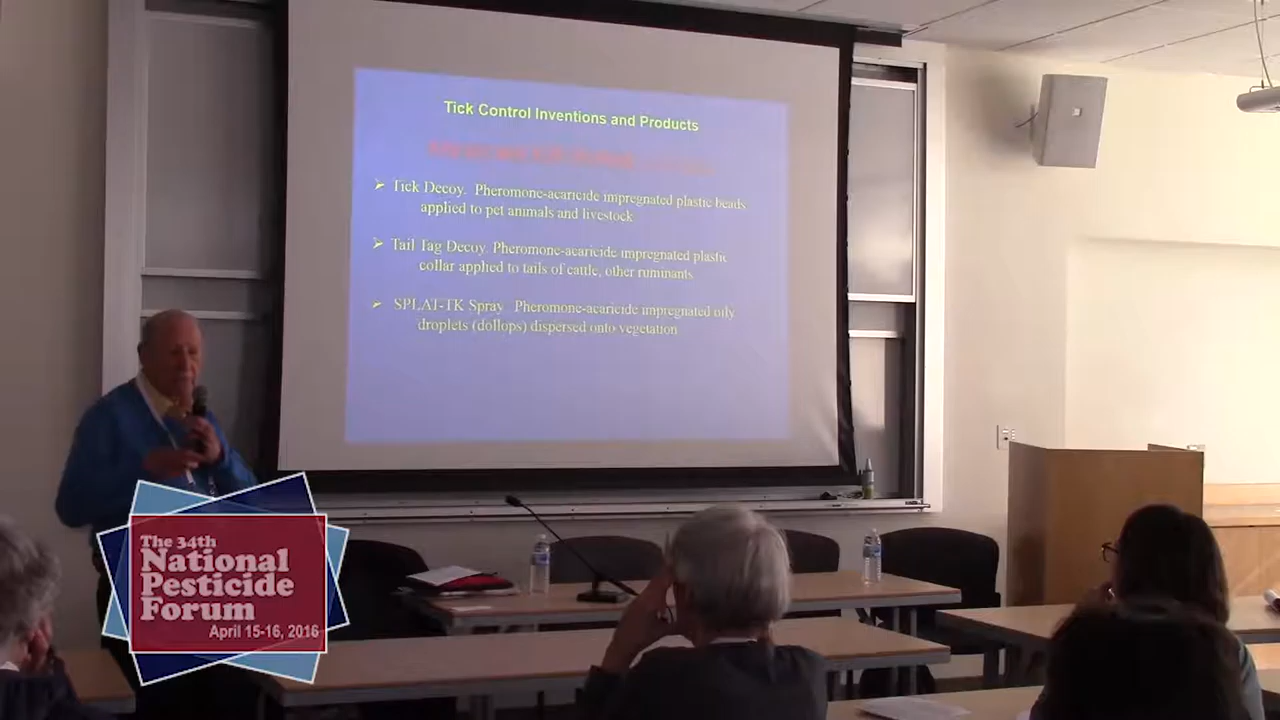 Tick Control Inventions and Products
➢ Tick Decoy. Pheromone-acaricide impregnated plastic beads
applied to pet animals and livestock
➢ Tail Tag Decoy. Pheromone-acaricide impregnated plastic
collar applied to tails of cattle, other ruminants
➢ SPLAT-TK Spray Pheromone-acaricide impregnated oily
droplets (dollops) dispersed onto vegetation
The 34th
National
Pesticide
Forum
April 15-16, 2016